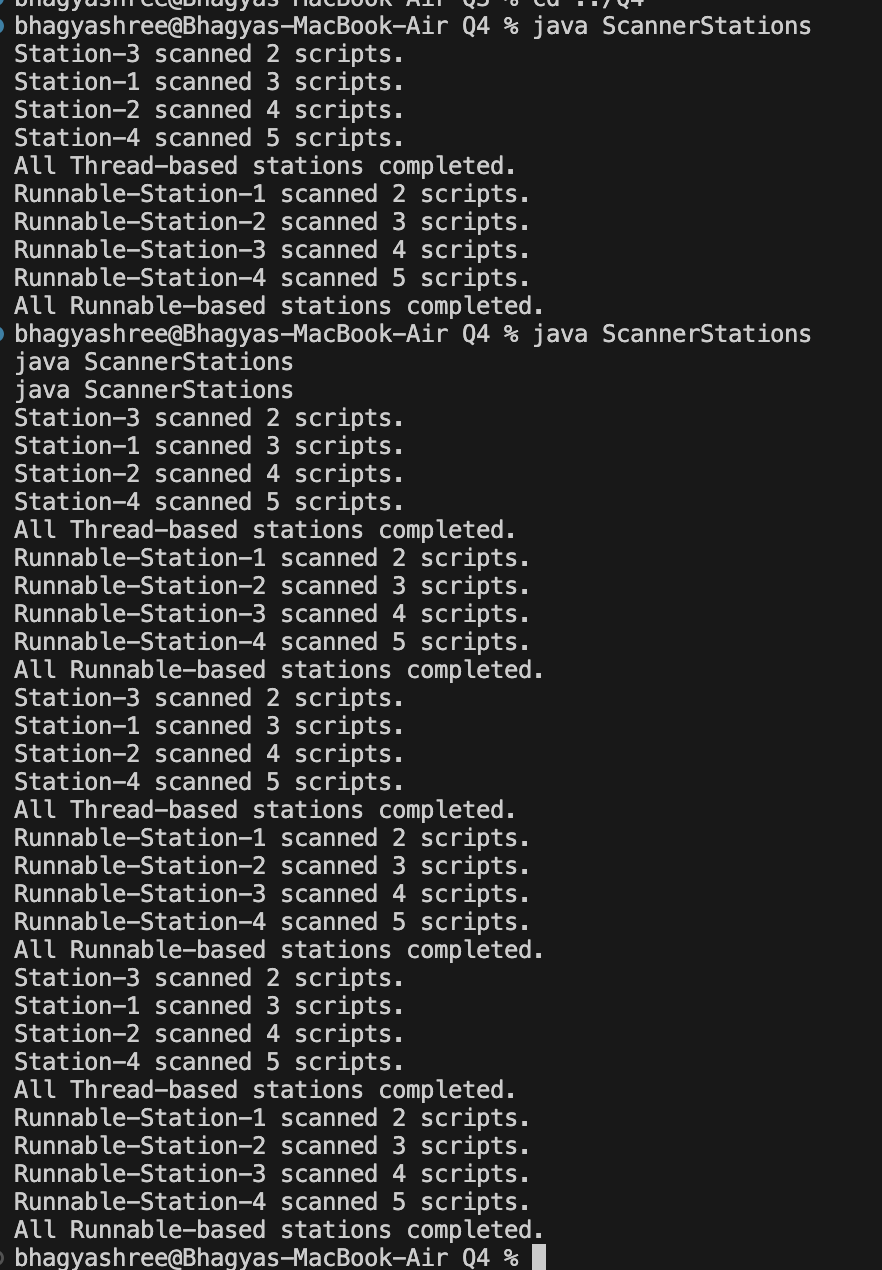 bhagyashree@Bhagyas-MacBook-Air Q3 % cd ../Q4
bhagyashree@Bhagyas-MacBook-Air Q4 % java ScannerStations
Station-3 scanned 2 scripts.
Station-1 scanned 3 scripts.
Station-2 scanned 4 scripts.
Station-4 scanned 5 scripts.
All Thread-based stations completed.
Runnable-Station-1 scanned 2 scripts.
Runnable-Station-2 scanned 3 scripts.
Runnable-Station-3 scanned 4 scripts.
Runnable-Station-4 scanned 5 scripts.
All Runnable-based stations completed.
bhagyashree@Bhagyas-MacBook-Air Q4 % java ScannerStations
java ScannerStations
java ScannerStations
Station-3 scanned 2 scripts.
Station-1 scanned 3 scripts.
Station-2 scanned 4 scripts.
Station-4 scanned 5 scripts.
All Thread-based stations completed.
Runnable-Station-1 scanned 2 scripts.
Runnable-Station-2 scanned 3 scripts.
Runnable-Station-3 scanned 4 scripts.
Runnable-Station-4 scanned 5 scripts.
All Runnable-based stations completed.
Station-3 scanned 2 scripts.
Station-1 scanned 3 scripts.
Station-2 scanned 4 scripts.
Station-4 scanned 5 scripts.
All Thread-based stations completed.
Runnable-Station-1 scanned 2 scripts.
Runnable-Station-2 scanned 3 scripts.
Runnable-Station-3 scanned 4 scripts.
Runnable-Station-4 scanned 5 scripts.
All Runnable-based stations completed.
Station-3 scanned 2 scripts.
Station-1 scanned 3 scripts.
Station-2 scanned 4 scripts.
Station-4 scanned 5 scripts.
All Thread-based stations completed.
Runnable-Station-1 scanned 2 scripts.
Runnable-Station-2 scanned 3 scripts.
Runnable-Station-3 scanned 4 scripts.
Runnable-Station-4 scanned 5 scripts.
All Runnable-based stations completed.
bhagyashree@Bhagyas-MacBook-Air Q4 %